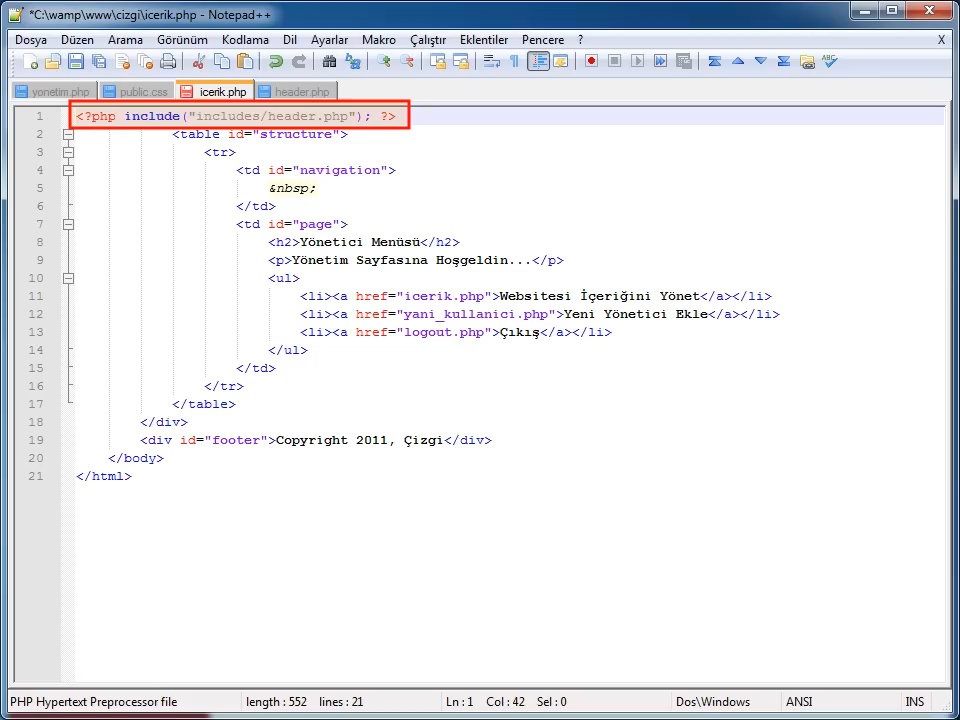 *C:\wamp\www\cizgi\icerik.php - Notepad++
Dosya Düzen Arama Görünüm Kodlama Dil Ayarlar Makro Çalıştır Eklentiler Pencere ? X
yonetim.php public.css icerik.php header.php
1 <?php include("includes/header.php"); ?>
2 <table id="structure">
3 <tr>
4 <td id="navigation">
5 &nbsp;
6 </td>
7 <td id="page">
8 <h2>Yönetici Menüsü</h2>
9 <p>Yönetim Sayfasına Hoşgeldin...</p>
10 <ul>
11 <li><a href="icerik.php">Websitesi İçeriğini Yönet</a></li>
12 <li><a href="yani_kullanici.php">Yeni Yönetici Ekle</a></li>
13 <li><a href="logout.php">Çıkış</a></li>
14 </ul>
15 </td>
16 </tr>
17 </table>
18 </div>
19 <div id="footer">Copyright 2011, Çizgi</div>
20 </body>
21 </html>
PHP Hypertext Preprocessor file length : 552 lines : 21 Ln : 1 Col : 42 Sel : 0 Dos\Windows ANSI INS